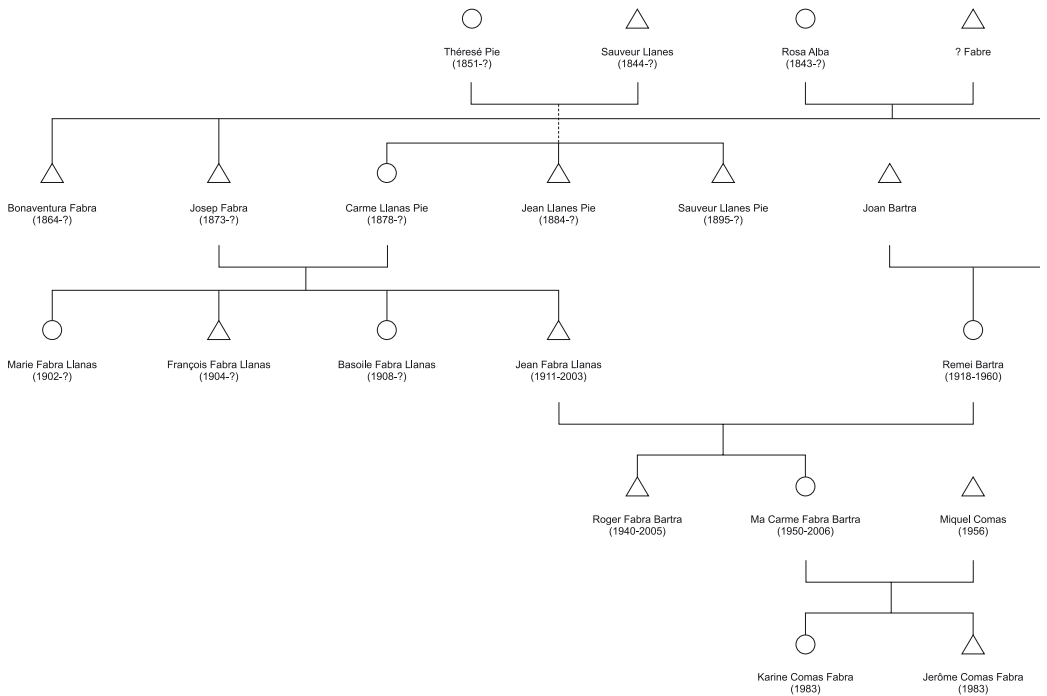 Théresé Pie
(1851-?)
Sauveur Llanes
(1844-?)
Rosa Alba
(1843-?)
? Fabre
Bonaventura Fabra
(1864-?)
Josep Fabra
(1873-?)
Carme Llanas Pie
(1878-?)
Jean Llanes Pie
(1884-?)
Sauveur Llanes Pie
(1895-?)
Joan Bartra
Marie Fabra Llanas
(1902-?)
François Fabra Llanas
(1904-?)
Basoile Fabra Llanas
(1908-?)
Jean Fabra Llanas
(1911-2003)
Remei Bartra
(1918-1960)
Roger Fabra Bartra
(1940-2005)
Ma Carme Fabra Bartra
(1950-2006)
Miquel Comas
(1956)
Karine Comas Fabra
(1983)
Jerôme Comas Fabra
(1983)